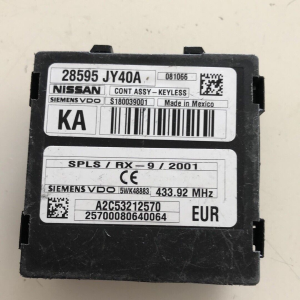 28595 JY40A 081066
NISSAN CONT ASSY-KEYLESS
SIEMENS VDO S180039001 Made in Mexico
KA
SPLS / RX-9 / 2001
CE
SIEMENS VDO 5WK48883 433.92 MHz
A2C53212570
25700080640064 EUR